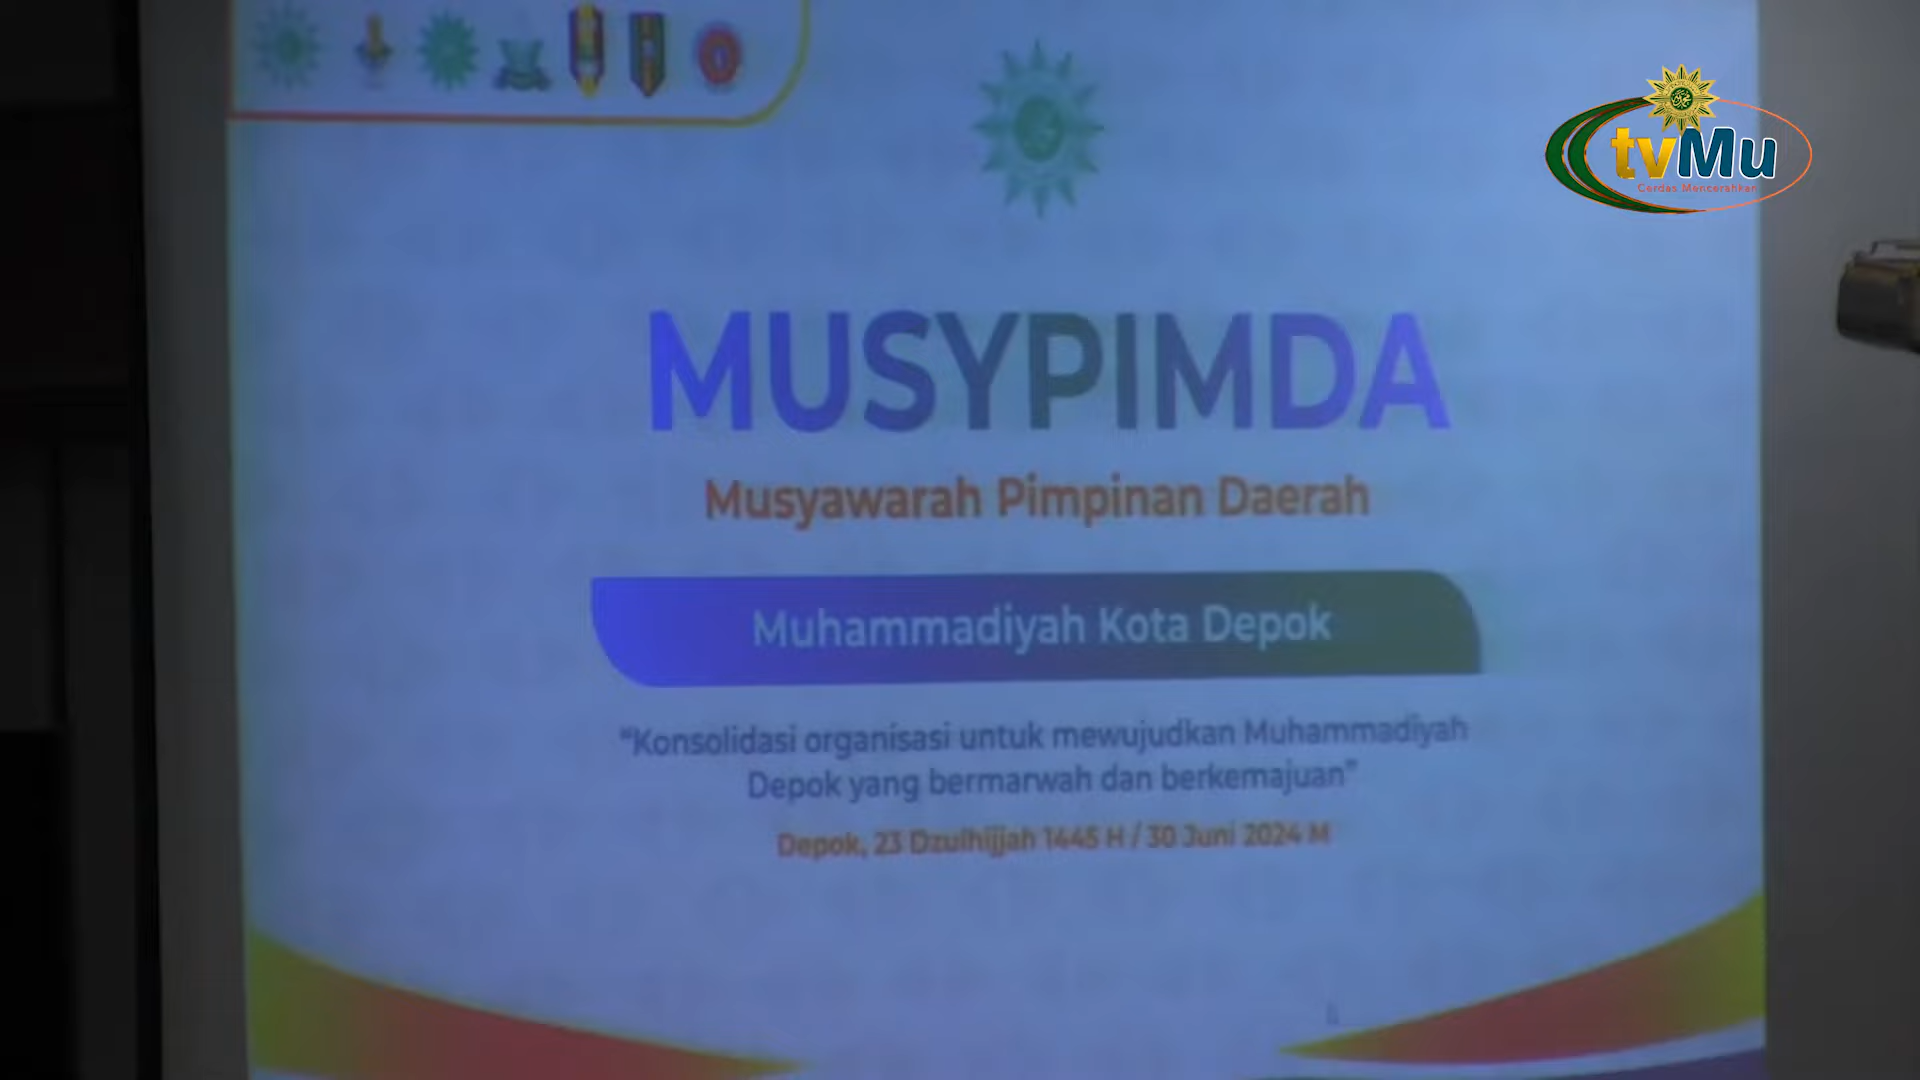 tvMu
Cerdas Mencerahkan
MUSYPIMDA
Musyawarah Pimpinan Daerah
Muhammadiyah Kota Depok
“Konsolidasi organisasi untuk mewujudkan Muhammadiyah
Depok yang bermarwah dan berkemajuan”
Depok, 23 Dzulhijjah 1445 H / 30 Juni 2024 M